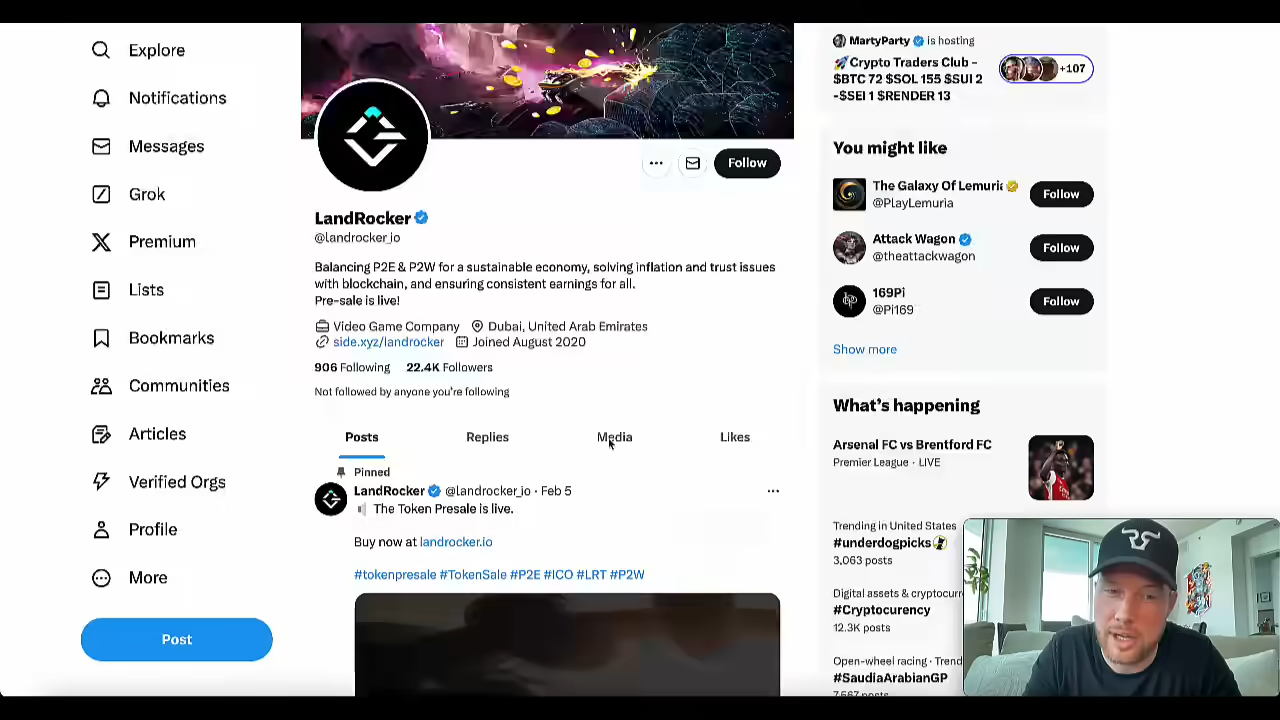 Explore
Notifications
Messages
Grok
Premium
Lists
Bookmarks
Communities
Articles
Verified Orgs
Profile
More
Post
Follow
LandRocker
@landrocker_io
Balancing P2E & P2W for a sustainable economy, solving inflation and trust issues
with blockchain, and ensuring consistent earnings for all.
Pre-sale is live!
Video Game Company Dubai, United Arab Emirates
side.xyz/landrocker Joined August 2020
906 Following 22.4K Followers
Not followed by anyone you're following
Posts Replies Media Likes
Pinned
LandRocker @landrocker_io · Feb 5
The Token Presale is live.
Buy now at landrocker.io
#tokenpresale #TokenSale #P2E #ICO #LRT #P2W
MartyParty is hosting
🚀Crypto Traders Club -
$BTC 72 $SOL 155 $SUI 2
-$SEI 1 $RENDER 13
+107
You might like
The Galaxy Of Lemuria
@PLayLemuria
Follow
Attack Wagon
@theattackwagon
Follow
169Pi
@Pi169
Follow
Show more
What's happening
Arsenal FC vs Brentford FC
Premier League · LIVE
Trending in United States
#underdogpicks
3,063 posts
Digital assets & cryptocurr
#Cryptocurency
12.3K posts
Open-wheel racing · Trend
#SaudiaArabianGP
7,567 posts